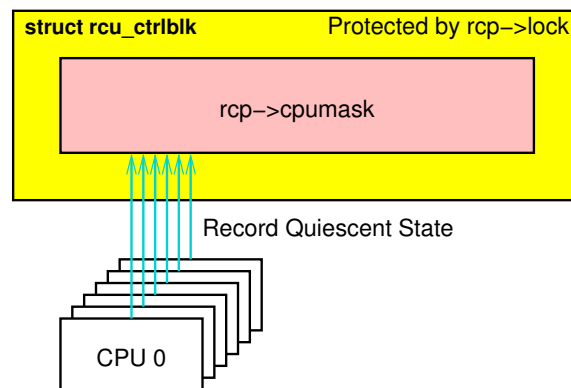 struct rcu_ctrlblk Protected by rcp->lock
rcp->cpumask
Record Quiescent State
CPU 0